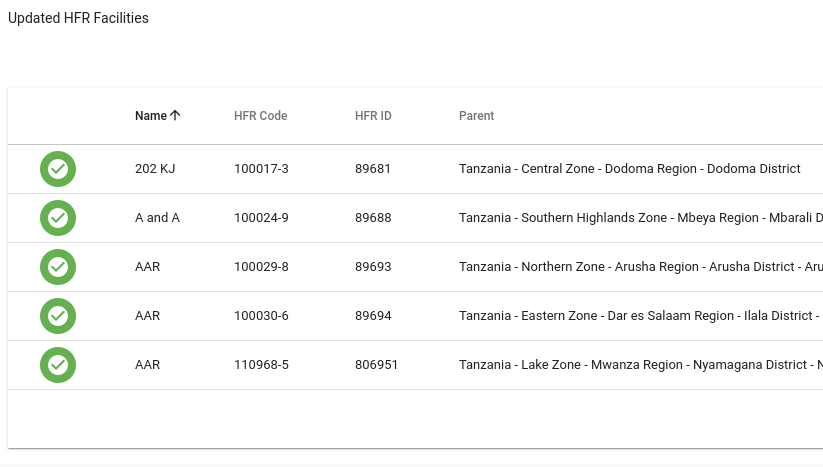 Updated HFR Facilities
Name HFR Code HFR ID Parent
202 KJ 100017-3 89681 Tanzania - Central Zone - Dodoma Region - Dodoma District
A and A 100024-9 89688 Tanzania - Southern Highlands Zone - Mbeya Region - Mbarali D
AAR 100029-8 89693 Tanzania - Northern Zone - Arusha Region - Arusha District - Aru
AAR 100030-6 89694 Tanzania - Eastern Zone - Dar es Salaam Region - Ilala District -
AAR 110968-5 806951 Tanzania - Lake Zone - Mwanza Region - Nyamagana District - N